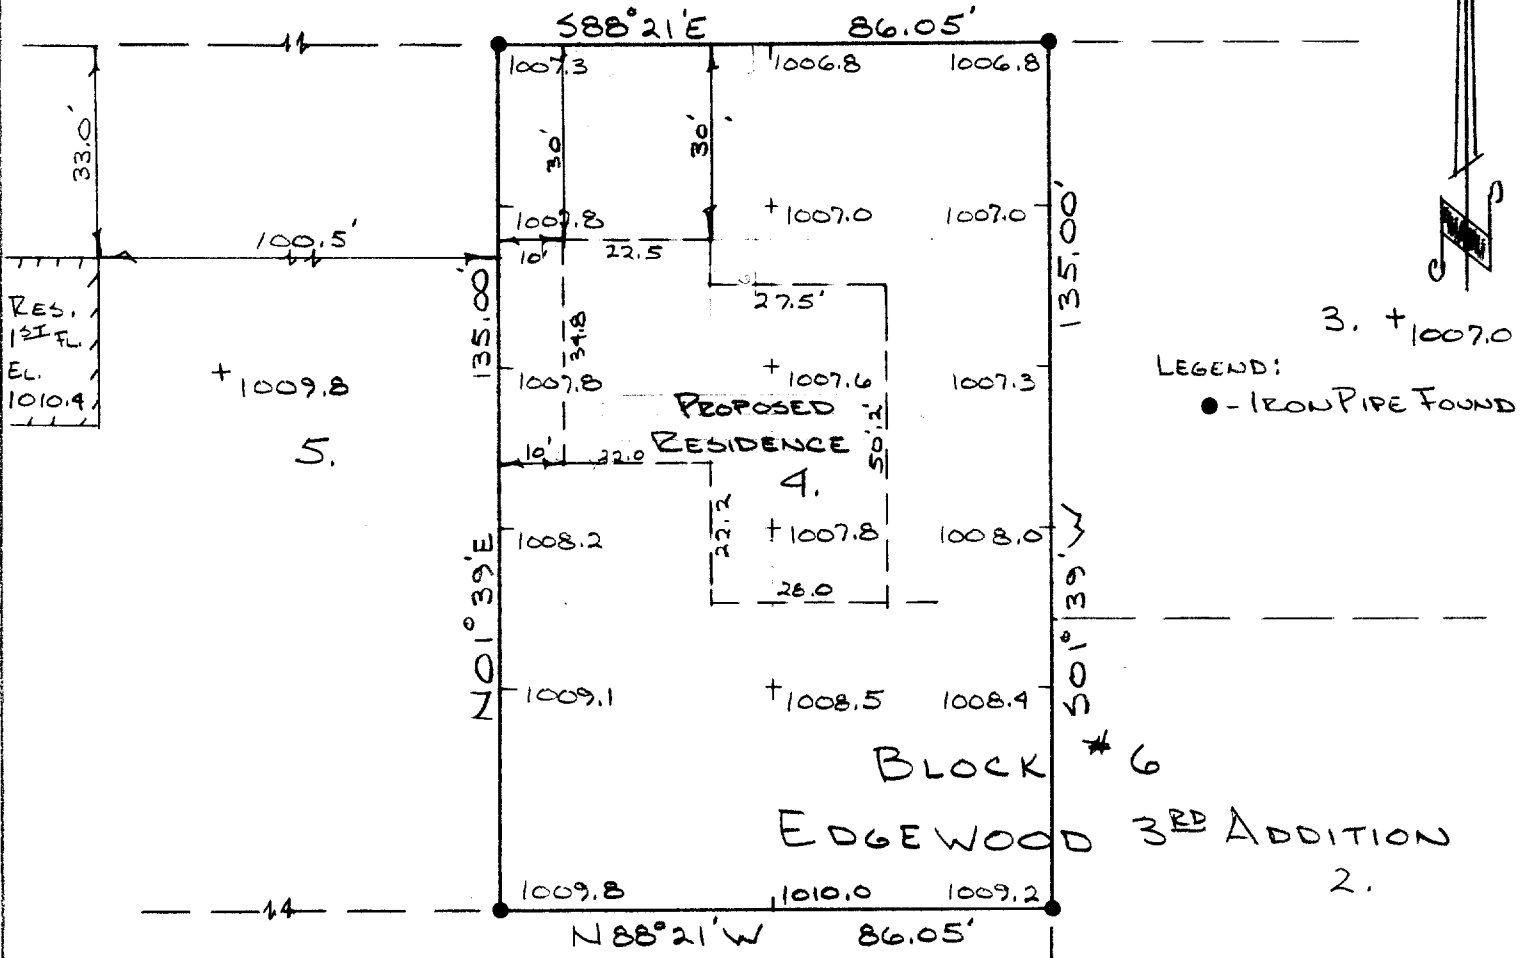 S88°21'E 86.05'
1007.3 1006.8 1006.8
33.0'
30' 30'
1007.8 +1007.0 1007.0
100.5'
10' 22.5
27.5'
135.00'
135.00'
34.8
RES.
1ST FL.
EL.
1010.4
+1009.8
5.
1007.8 +1007.6 1007.3
3. +1007.0
LEGEND:
●-IRON PIPE FOUND
PROPOSED
RESIDENCE
4.
50.2'
10' 22.0
22.2
1008.2 +1007.8 1008.0
28.0
N01°39'E
S01°39'W
1009.1 +1008.5 1008.4
BLOCK #6
EDGEWOOD 3RD ADDITION
2.
1009.8 1010.0 1009.2
N88°21'W 86.05'